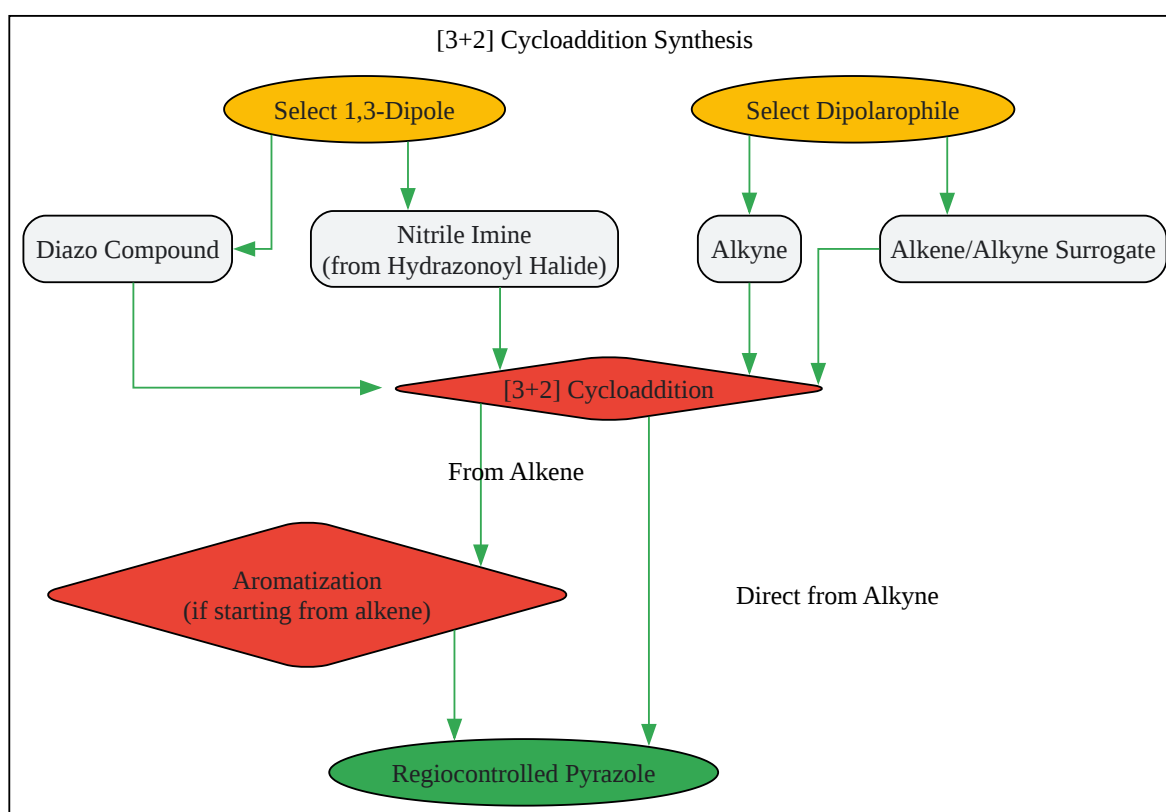 [3+2] Cycloaddition Synthesis
Select 1,3-Dipole
Select Dipolarophile
Diazo Compound
Nitrile Imine
(from Hydrazonoyl Halide)
Alkyne
Alkene/Alkyne Surrogate
[3+2] Cycloaddition
From Alkene
Aromatization
(if starting from alkene)
Direct from Alkyne
Regiocontrolled Pyrazole